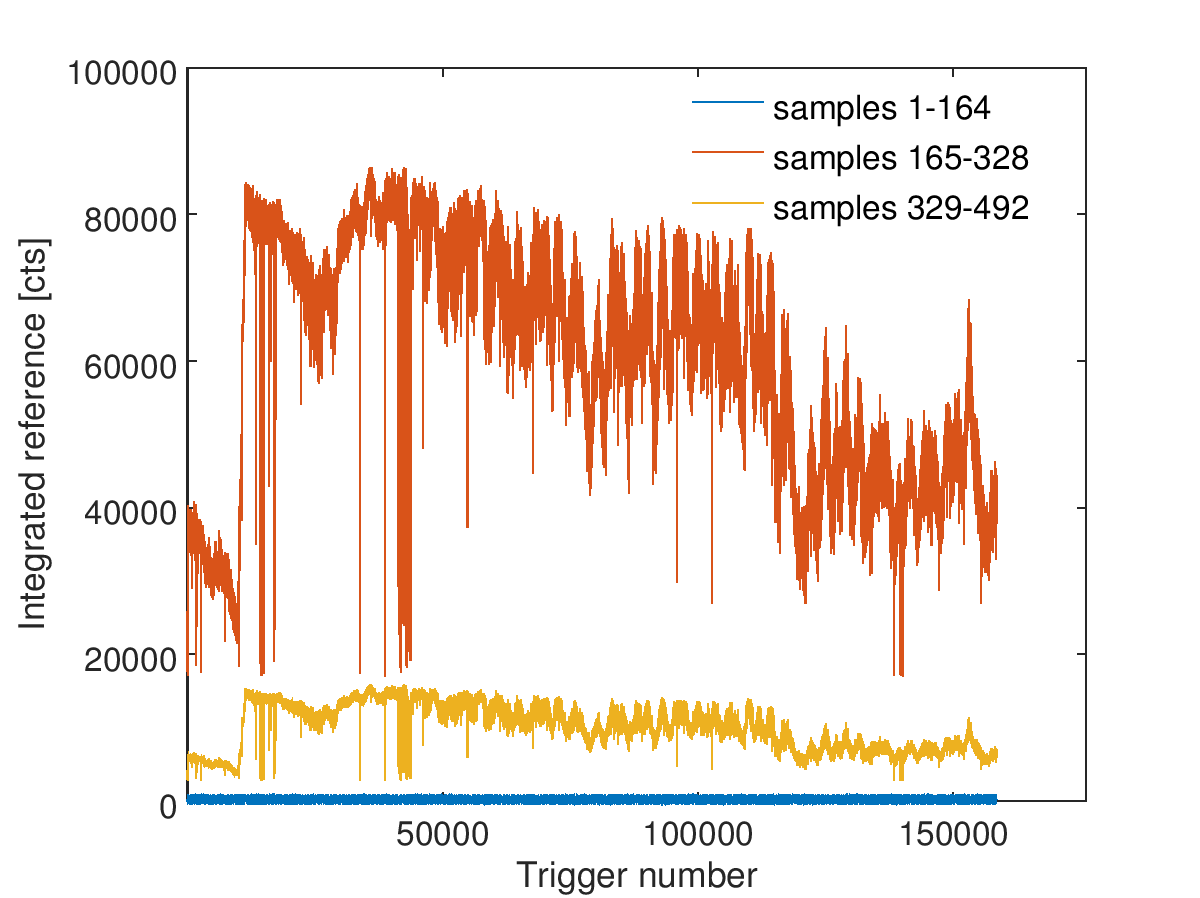 100000
80000
60000
40000
20000
0
Integrated reference [cts]
samples 1-164
samples 165-328
samples 329-492
50000
100000
150000
Trigger number